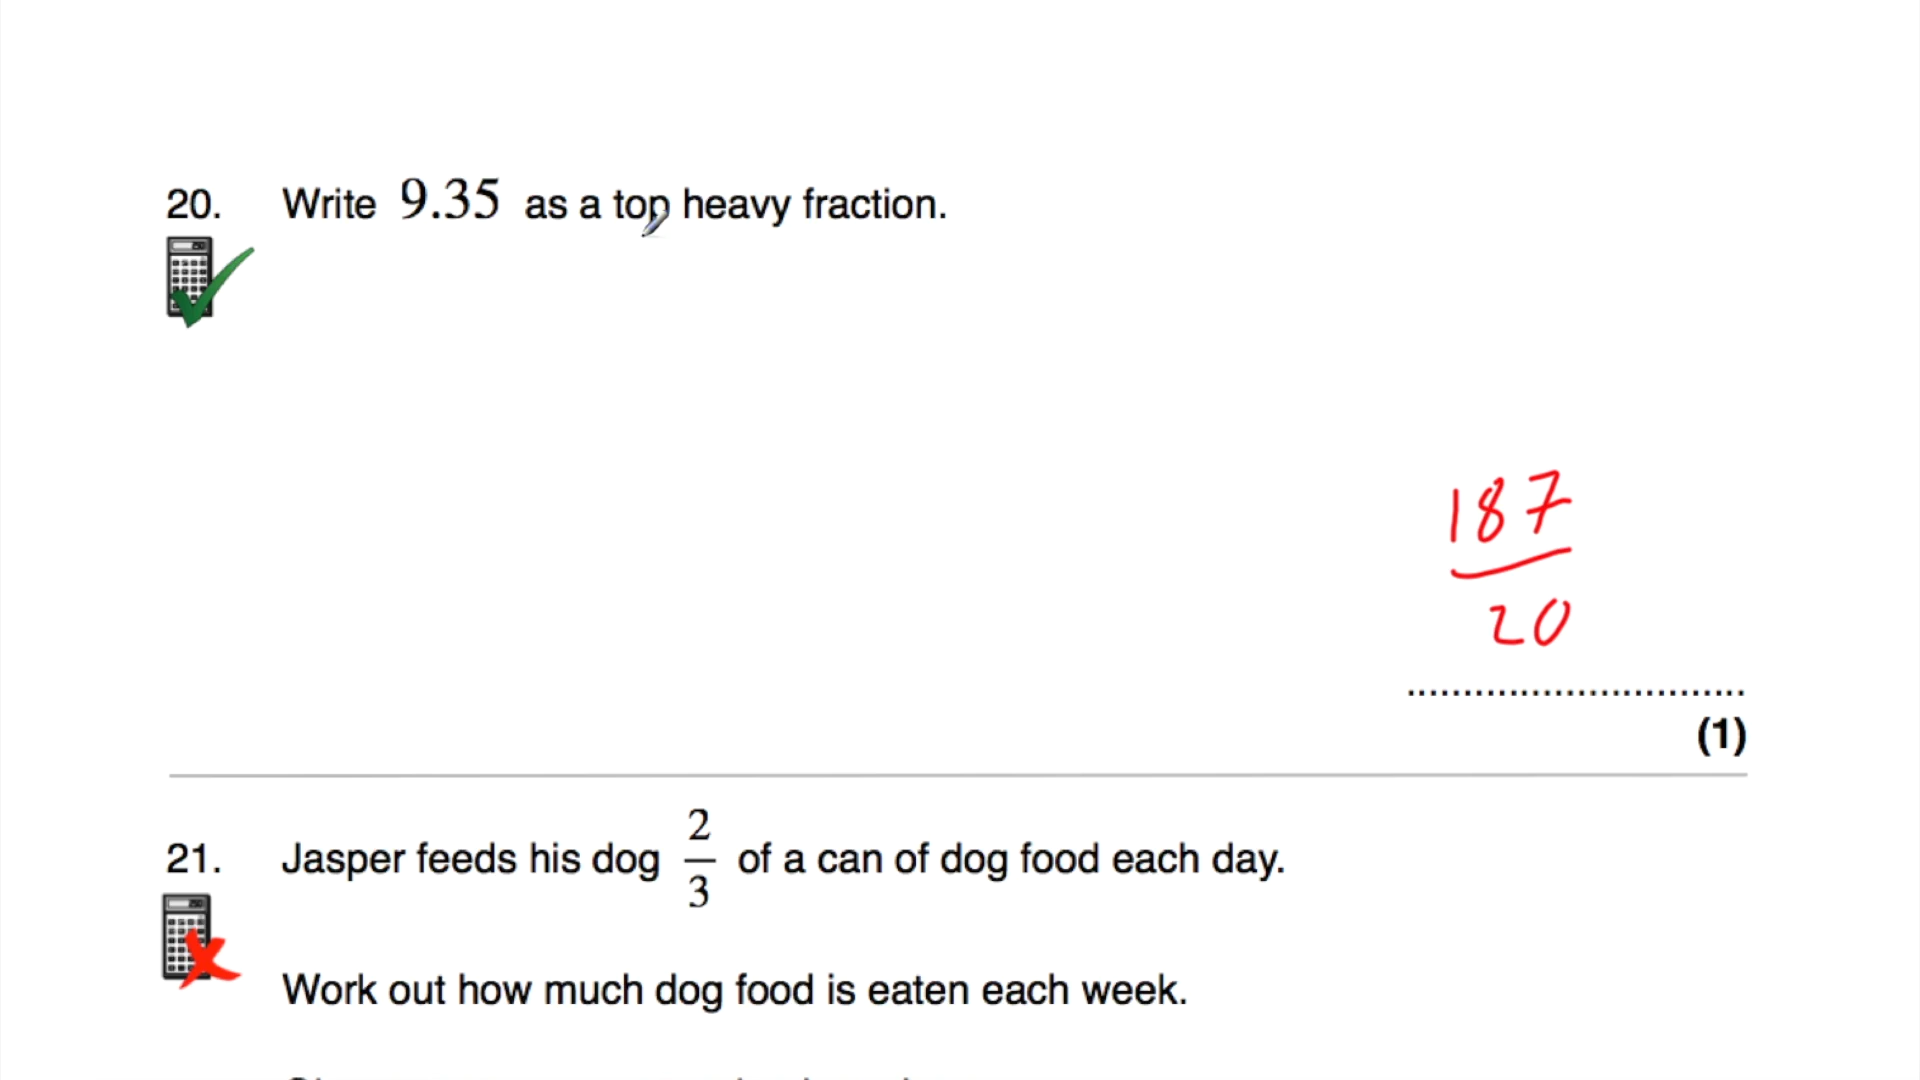 20. Write 9.35 as a top heavy fraction.
187
20
..............................
(1)
21. Jasper feeds his dog 2/3 of a can of dog food each day.
Work out how much dog food is eaten each week.